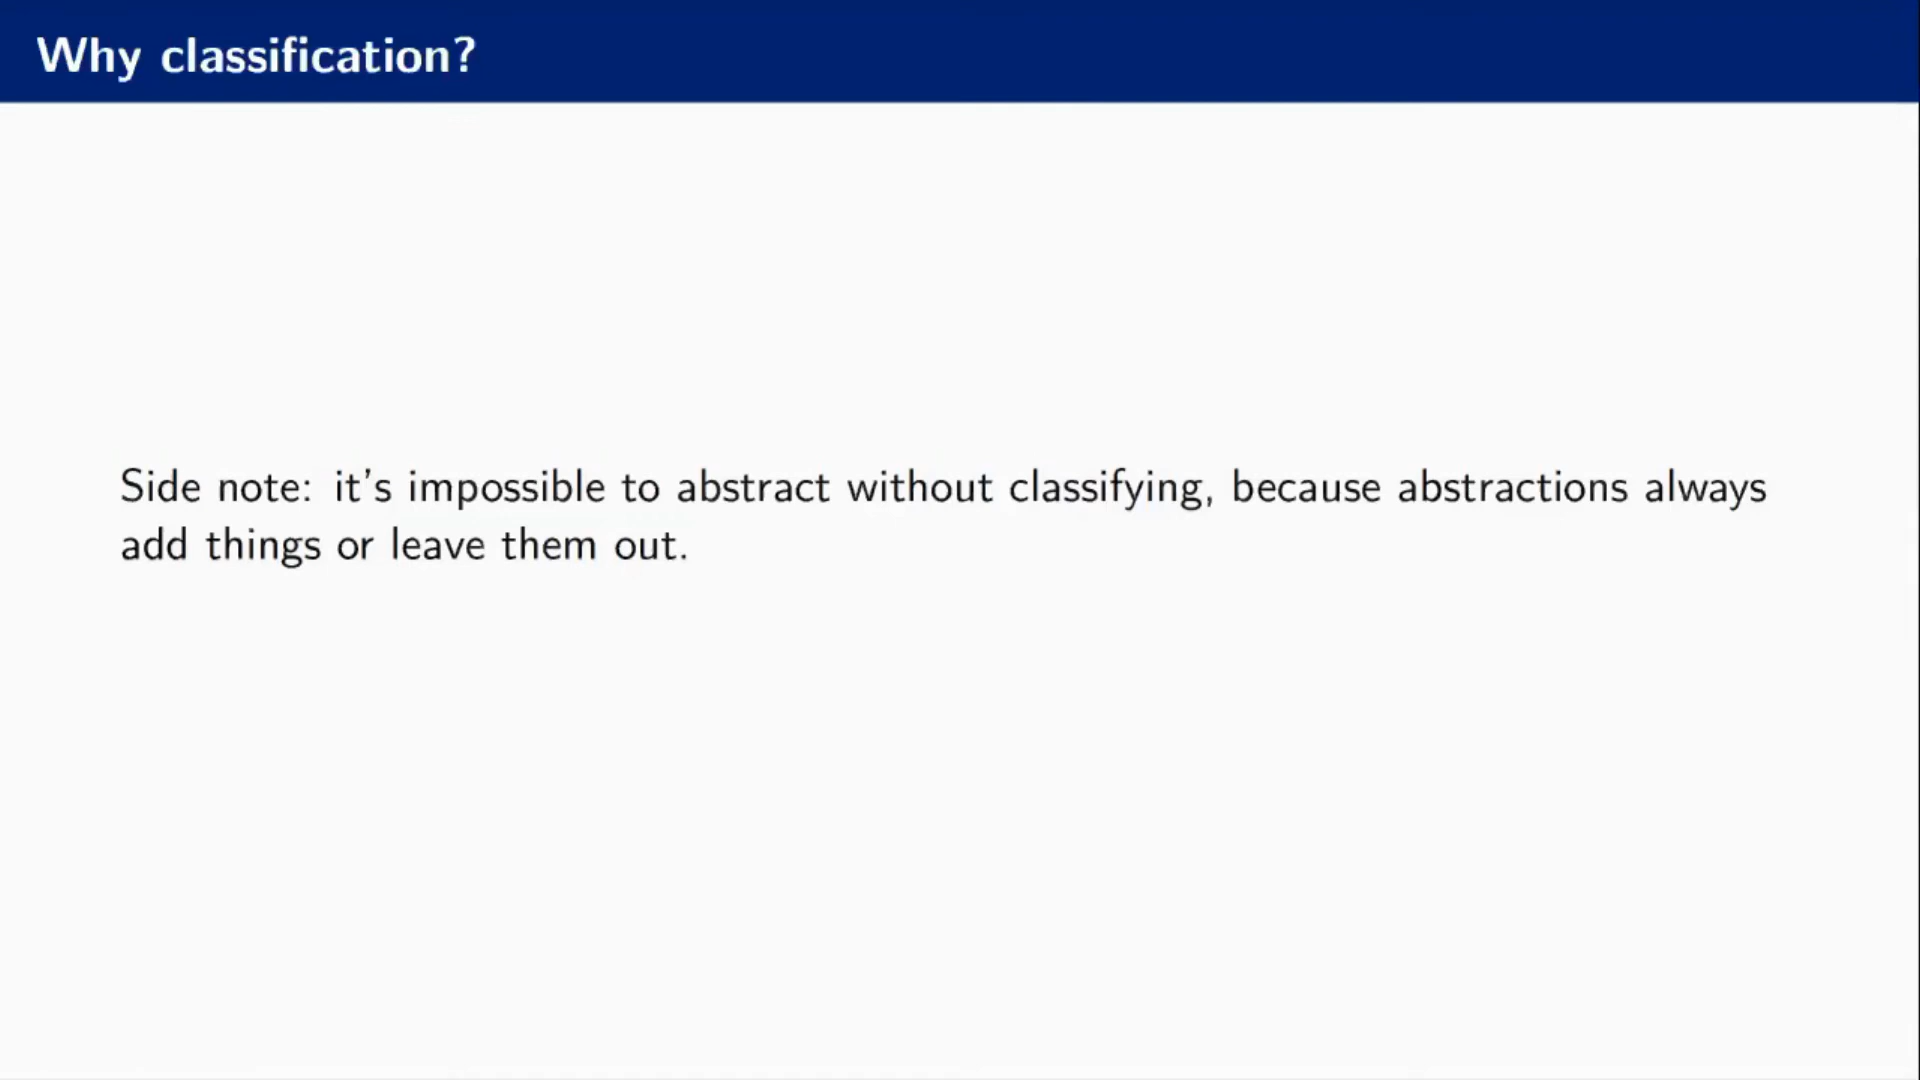 Why classification?
Side note: it's impossible to abstract without classifying, because abstractions always
add things or leave them out.